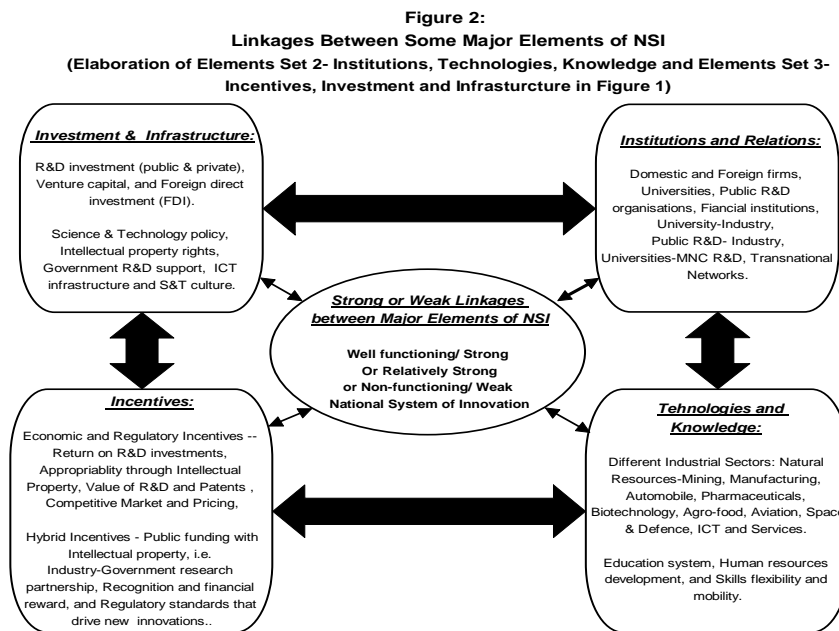 Figure 2:
Linkages Between Some Major Elements of NSI
(Elaboration of Elements Set 2- Institutions, Technologies, Knowledge and Elements Set 3-
Incentives, Investment and Infrasturcture in Figure 1)
Investment & Infrastructure:
R&D investment (public & private),
Venture capital, and Foreign direct
investment (FDI).
Science & Technology policy,
Intellectual property rights,
Government R&D support, ICT
infrastructure and S&T culture.
Institutions and Relations:
Domestic and Foreign firms,
Universities, Public R&D
organisations, Fiancial institutions,
University-Industry,
Public R&D- Industry,
Universities-MNC R&D, Transnational
Networks.
Strong or Weak Linkages
between Major Elements of NSI
Well functioning/ Strong
Or Relatively Strong
or Non-functioning/ Weak
National System of Innovation
Incentives:
Economic and Regulatory Incentives --
Return on R&D investments,
Appropriablity through Intellectual
Property, Value of R&D and Patents ,
Competitive Market and Pricing,
Hybrid Incentives - Public funding with
Intellectual property, i.e.
Industry-Government research
partnership, Recognition and financial
reward, and Regulatory standards that
drive new innovations..
Tehnologies and
Knowledge:
Different Industrial Sectors: Natural
Resources-Mining, Manufacturing,
Automobile, Pharmaceuticals,
Biotechnology, Agro-food, Aviation, Space
& Defence, ICT and Services.
Education system, Human resources
development, and Skills flexibility and
mobility.